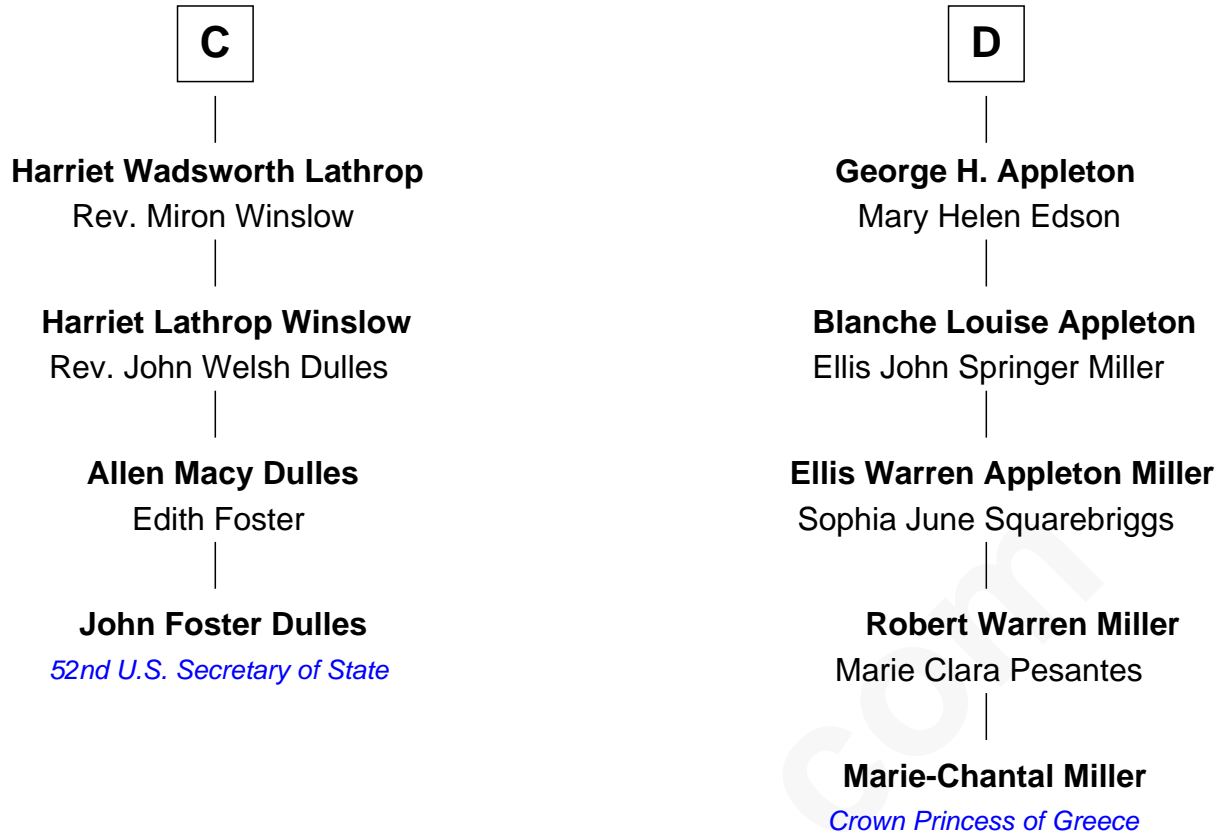 C
Harriet Wadsworth Lathrop
Rev. Miron Winslow
Harriet Lathrop Winslow
Rev. John Welsh Dulles
Allen Macy Dulles
Edith Foster
John Foster Dulles
52nd U.S. Secretary of State
D
George H. Appleton
Mary Helen Edson
Blanche Louise Appleton
Ellis John Springer Miller
Ellis Warren Appleton Miller
Sophia June Squarebriggs
Robert Warren Miller
Marie Clara Pesantes
Marie-Chantal Miller
Crown Princess of Greece
com